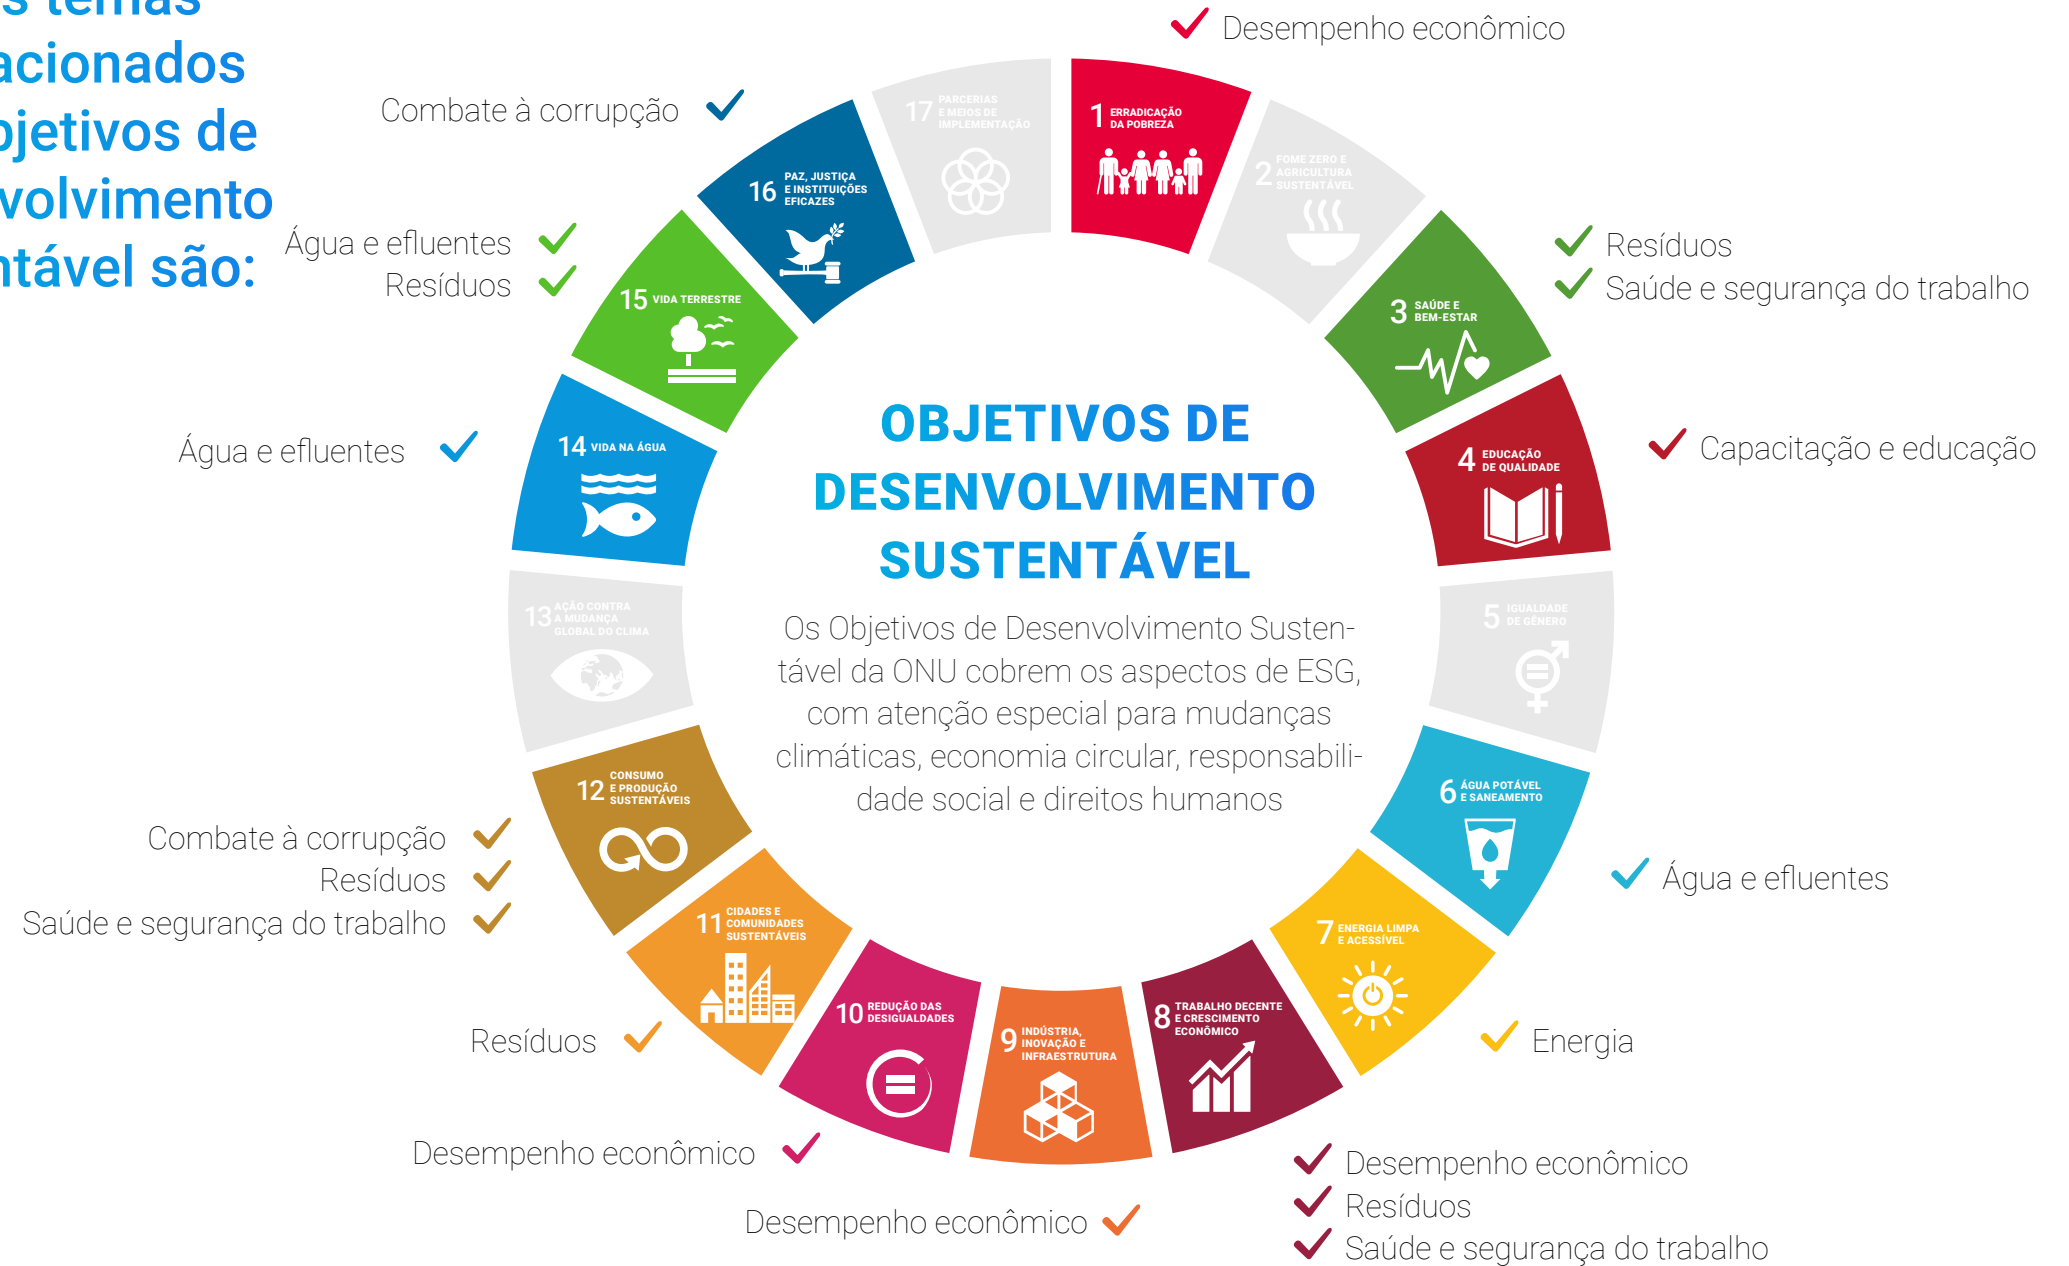 s temas
acionados
bjetivos de
volvimento
ntável são:
Desempenho econômico
1 ERRADICAÇÃO
DA POBREZA
2 FOME ZERO E
AGRICULTURA
SUSTENTÁVEL
Resíduos
Saúde e segurança do trabalho
3 SAÚDE E
BEM-ESTAR
Capacitação e educação
4 EDUCAÇÃO
DE QUALIDADE
5 IGUALDADE
DE GÊNERO
6 ÁGUA POTÁVEL
E SANEAMENTO
Água e efluentes
7 ENERGIA LIMPA
E ACESSÍVEL
Energia
8 TRABALHO DECENTE
E CRESCIMENTO
ECONÔMICO
Desempenho econômico
Resíduos
Saúde e segurança do trabalho
9 INDÚSTRIA,
INOVAÇÃO E
INFRAESTRUTURA
Desempenho econômico
10 REDUÇÃO DAS
DESIGUALDADES
Desempenho econômico
11 CIDADES E
COMUNIDADES
SUSTENTÁVEIS
Resíduos
12 CONSUMO
E PRODUÇÃO
SUSTENTÁVEIS
Combate à corrupção
Resíduos
Saúde e segurança do trabalho
13 AÇÃO CONTRA
A MUDANÇA
GLOBAL DO CLIMA
14 VIDA NA ÁGUA
Água e efluentes
15 VIDA TERRESTRE
Água e efluentes
Resíduos
16 PAZ, JUSTIÇA
E INSTITUIÇÕES
EFICAZES
Combate à corrupção
17 PARCERIAS
E MEIOS DE
IMPLEMENTAÇÃO
OBJETIVOS DE
DESENVOLVIMENTO
SUSTENTÁVEL
Os Objetivos de Desenvolvimento Susten-
tável da ONU cobrem os aspectos de ESG,
com atenção especial para mudanças
climáticas, economia circular, responsabili-
dade social e direitos humanos